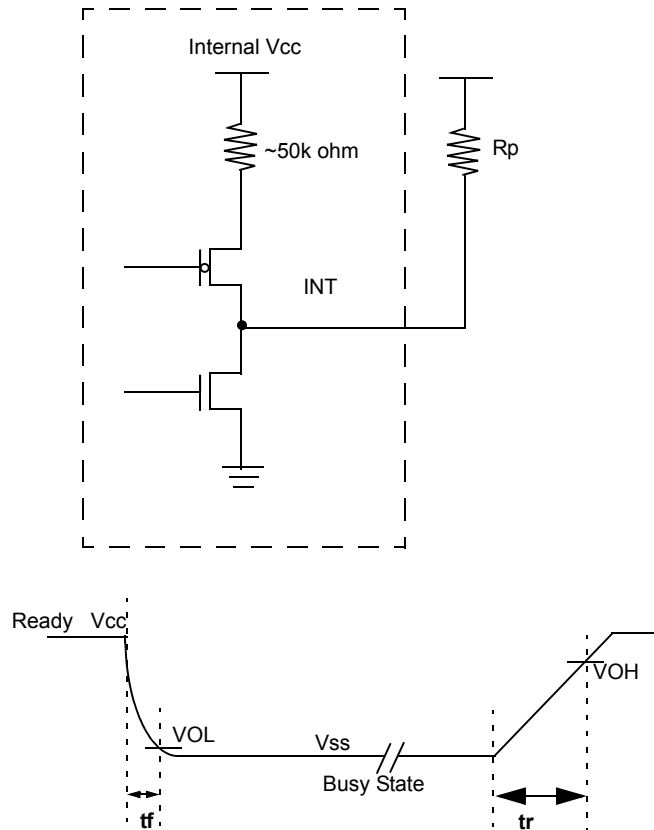 Internal Vcc
~50k ohm
Rp
INT
Ready Vcc
VOH
VOL
Vss
Busy State
tf
tr